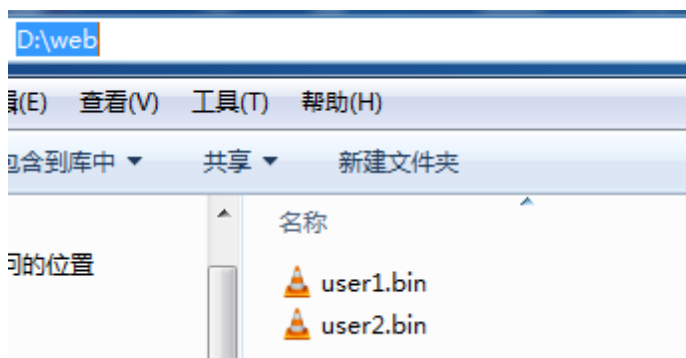 D:\web
辑(E) 查看(V) 工具(T) 帮助(H)
包含到库中 共享 新建文件夹
名称
问的位置
user1.bin
user2.bin